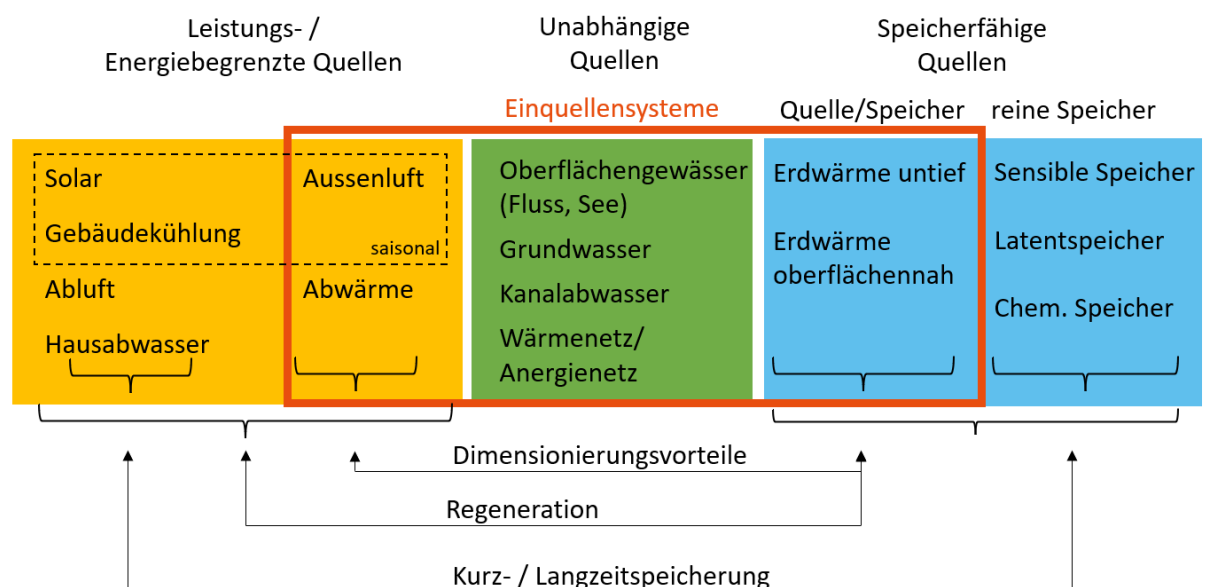 Leistungs- /
Energiebegrenzte Quellen
Unabhängige
Quellen
Speicherfähige
Quellen
Einquellensysteme
Quelle/Speicher
reine Speicher
Solar
Gebäudekühlung
Abluft
Hausabwasser
Aussenluft
saisonal
Abwärme
Oberflächengewässer
(Fluss, See)
Grundwasser
Kanalabwasser
Wärmenetz/
Anergienetz
Erdwärme untief
Erdwärme
oberflächennah
Sensible Speicher
Latentspeicher
Chem. Speicher
Dimensionierungsvorteile
Regeneration
Kurz- / Langzeitspeicherung